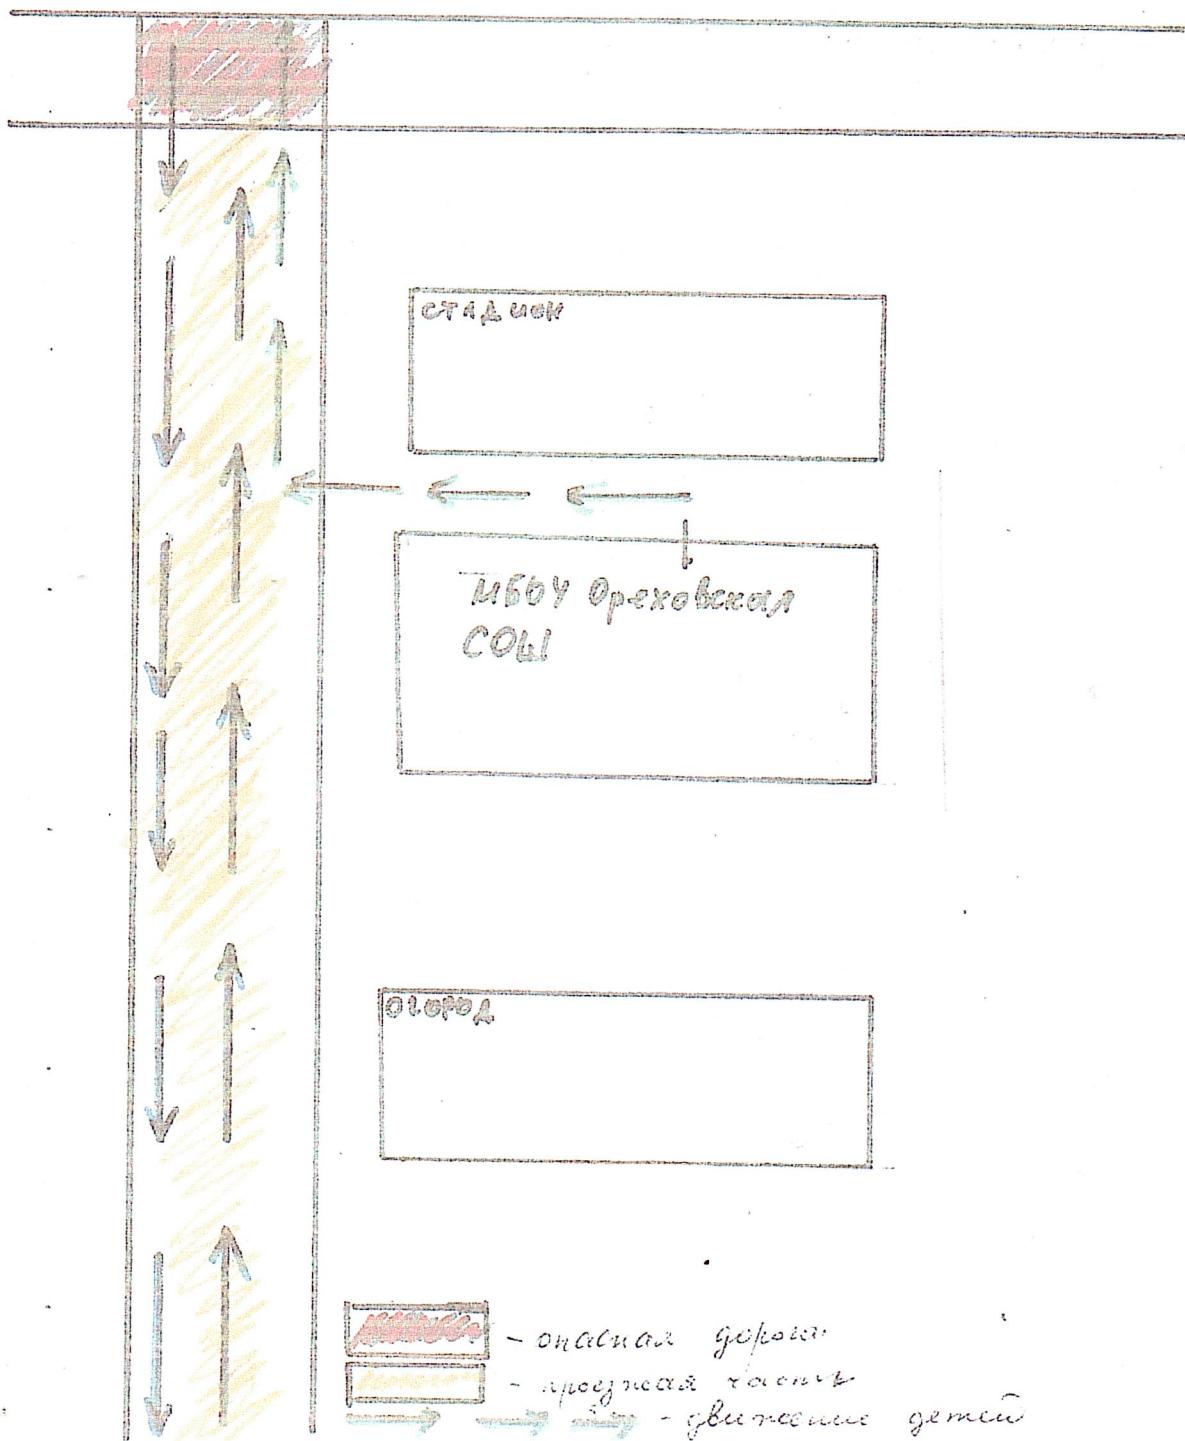 стадион
МБОУ Ореховская
СОШ
огород
- опасная дорога
- проезжая часть
- движение детей